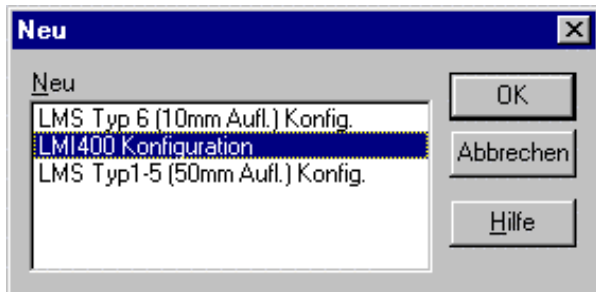 Neu
Neu
LMS Typ 6 (10mm Aufl.) Konfig.
LMI400 Konfiguration
LMS Typ1-5 (50mm Aufl.) Konfig.
OK
Abbrechen
Hilfe